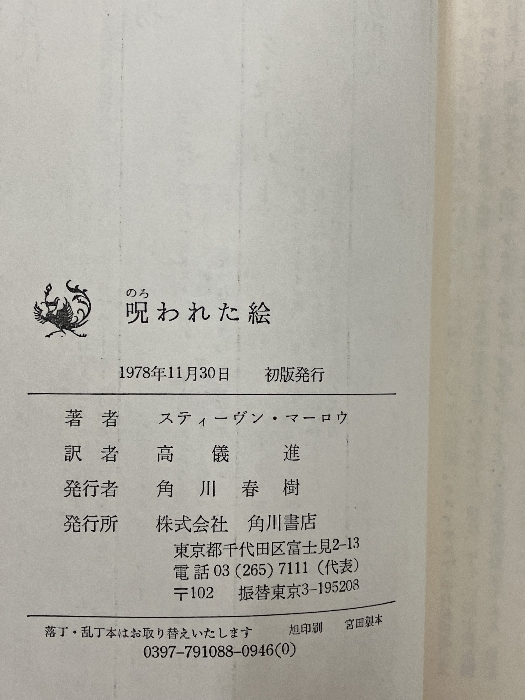 のろ
呪われた絵
1978年11月30日 初版発行
著者 スティーヴン・マーロウ
訳者 高儀進
発行者 角川春樹
発行所 株式会社 角川書店
東京都千代田区富士見2-13
電話03(265)7111(代表)
〒102 振替東京3-195208
落丁・乱丁本はお取り替えいたします 旭印刷 宮田製本
0397-791088-0946(0)